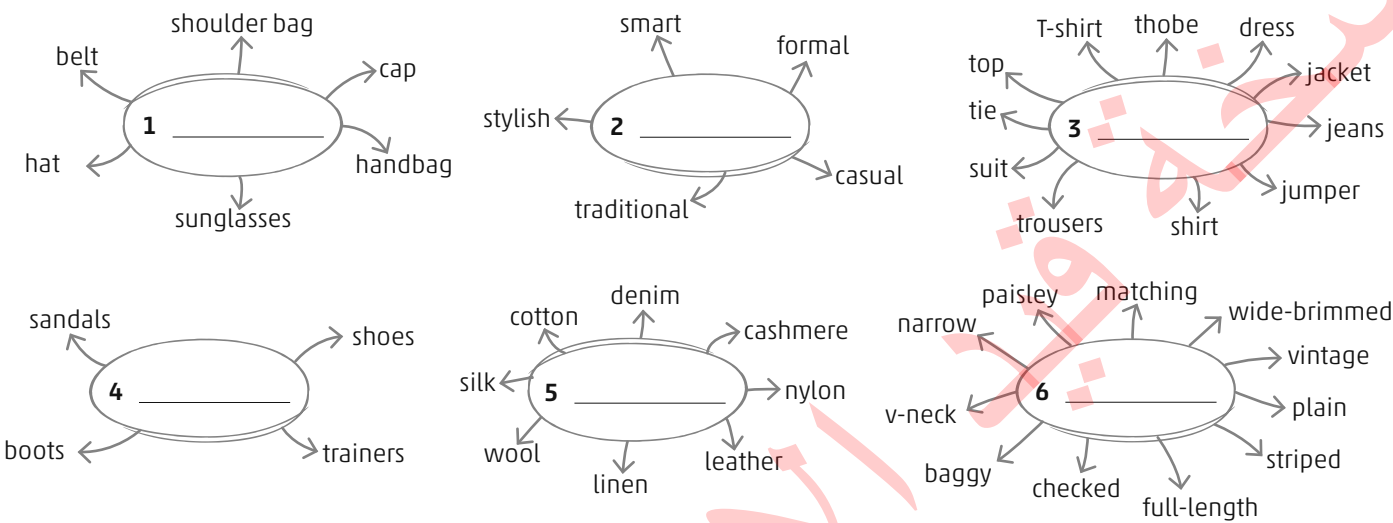 shoulder bag
belt
cap
1
hat
handbag
sunglasses
smart
formal
stylish
2
casual
traditional
T-shirt
thobe
dress
top
jacket
tie
3
jeans
suit
jumper
trousers
shirt
sandals
shoes
4
boots
trainers
denim
cotton
cashmere
silk
5
nylon
wool
leather
linen
paisley
matching
narrow
wide-brimmed
vintage
6
v-neck
plain
baggy
striped
checked
full-length